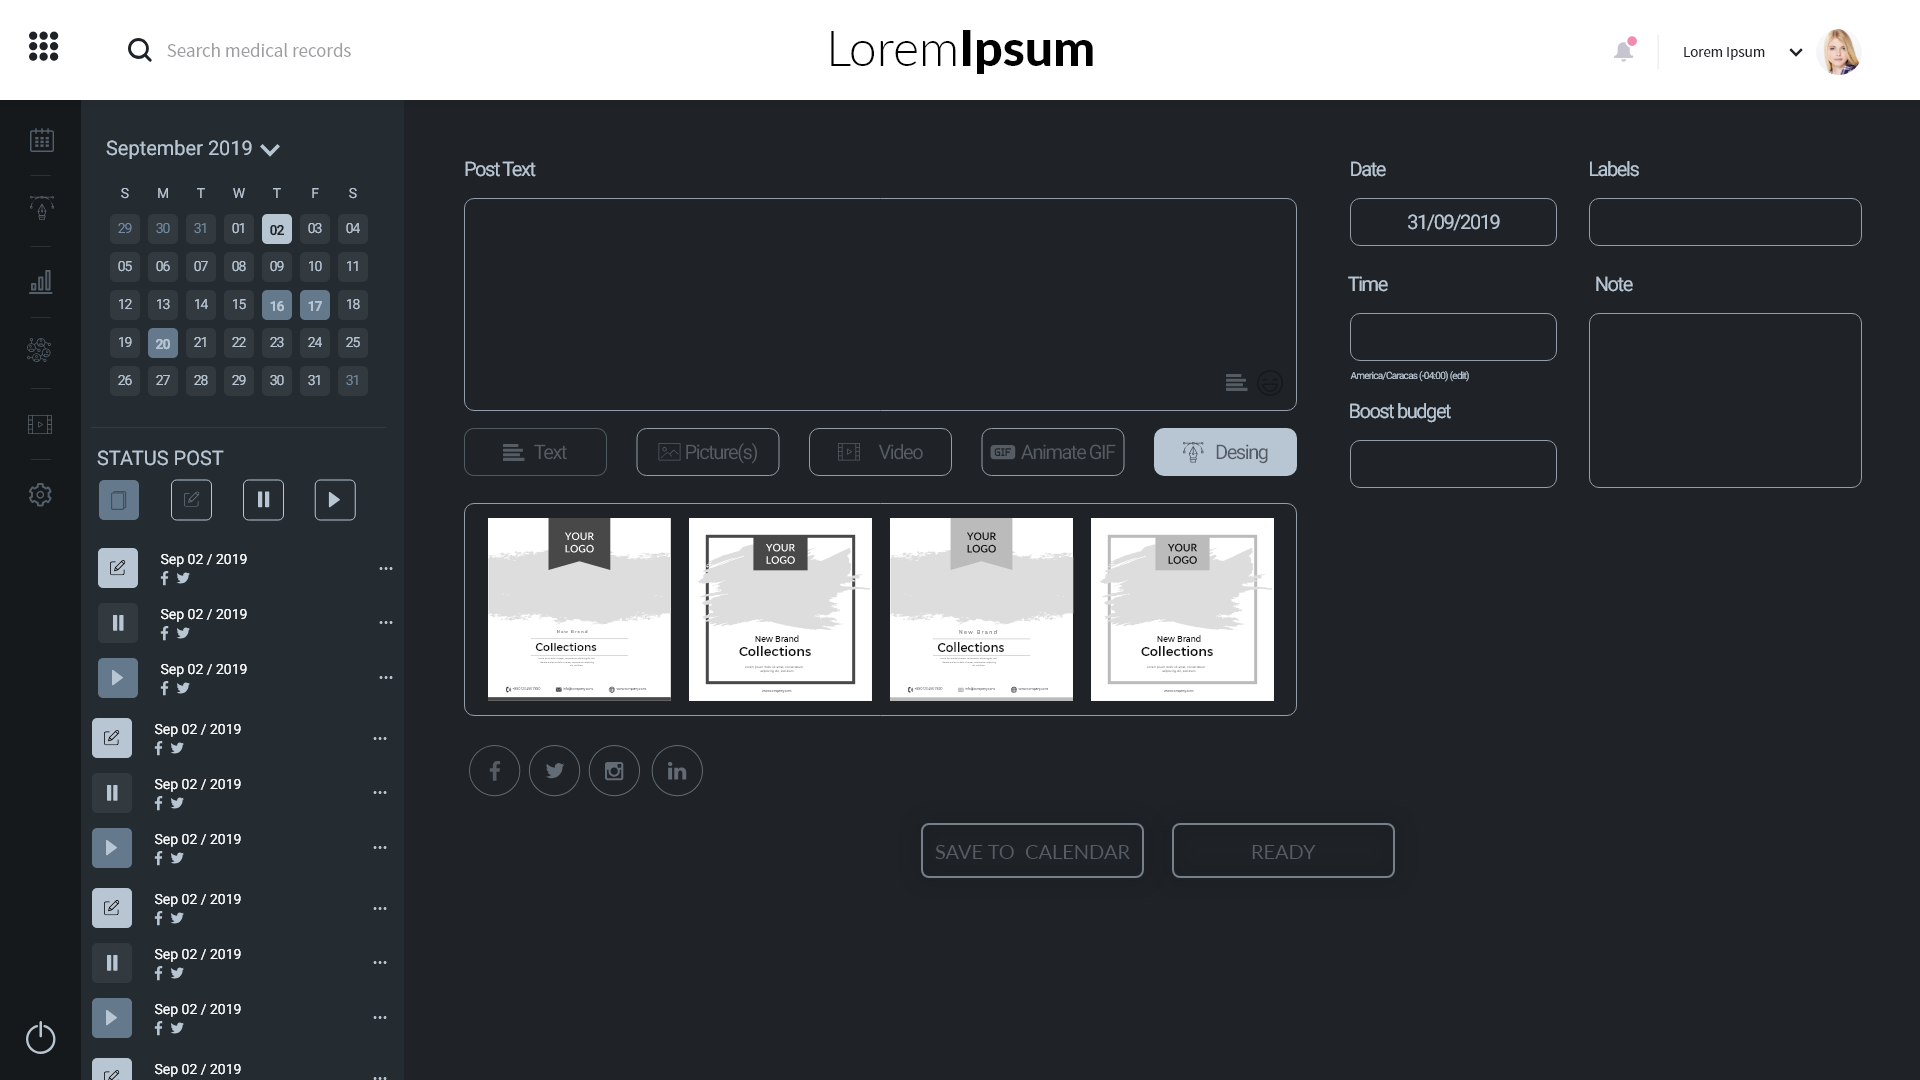 Search medical records
LoremIpsum
Lorem Ipsum
September 2019
S M T W T F S
29 30 31 01 02 03 04
05 06 07 08 09 10 11
12 13 14 15 16 17 18
19 20 21 22 23 24 25
26 27 28 29 30 31 31
STATUS POST
Sep 02 / 2019
Sep 02 / 2019
Sep 02 / 2019
Sep 02 / 2019
Sep 02 / 2019
Sep 02 / 2019
Sep 02 / 2019
Sep 02 / 2019
Sep 02 / 2019
Sep 02 / 2019
Post Text
Text
Picture(s)
Video
GIF Animate GIF
Desing
YOUR
LOGO
New Brand
Collections
YOUR
LOGO
New Brand
Collections
YOUR
LOGO
New Brand
Collections
YOUR
LOGO
New Brand
Collections
SAVE TO CALENDAR
READY
Date
31/09/2019
Labels
Time
America/Caracas (-04:00) (edit)
Note
Boost budget